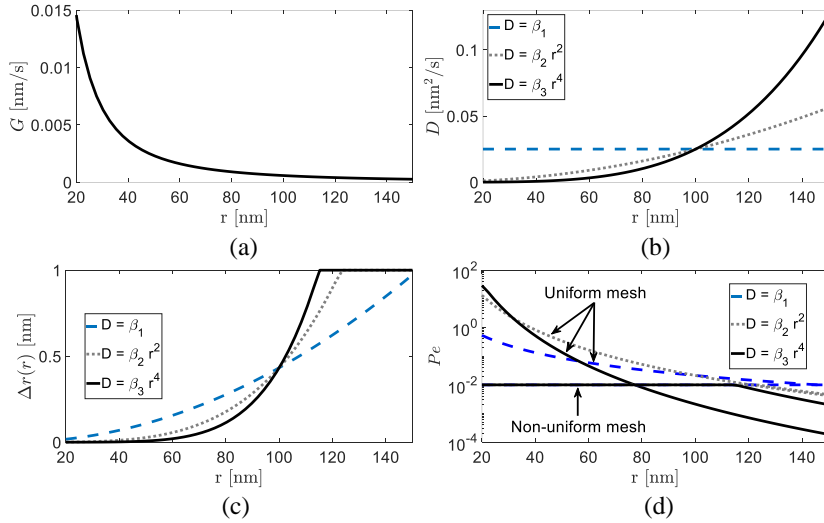 0.015
0.01
0.005
0
G [nm/s]
20 40 60 80 100 120 140
r [nm]
(a)
0.1
0.05
0
D [nm²/s]
D = β₁
D = β₂ r²
D = β₃ r⁴
20 40 60 80 100 120 140
r [nm]
(b)
1
0.5
0
Δr(r) [nm]
D = β₁
D = β₂ r²
D = β₃ r⁴
20 40 60 80 100 120 140
r [nm]
(c)
10²
10⁰
10⁻²
10⁻⁴
Pe
Uniform mesh
D = β₁
D = β₂ r²
D = β₃ r⁴
Non-uniform mesh
20 40 60 80 100 120 140
r [nm]
(d)